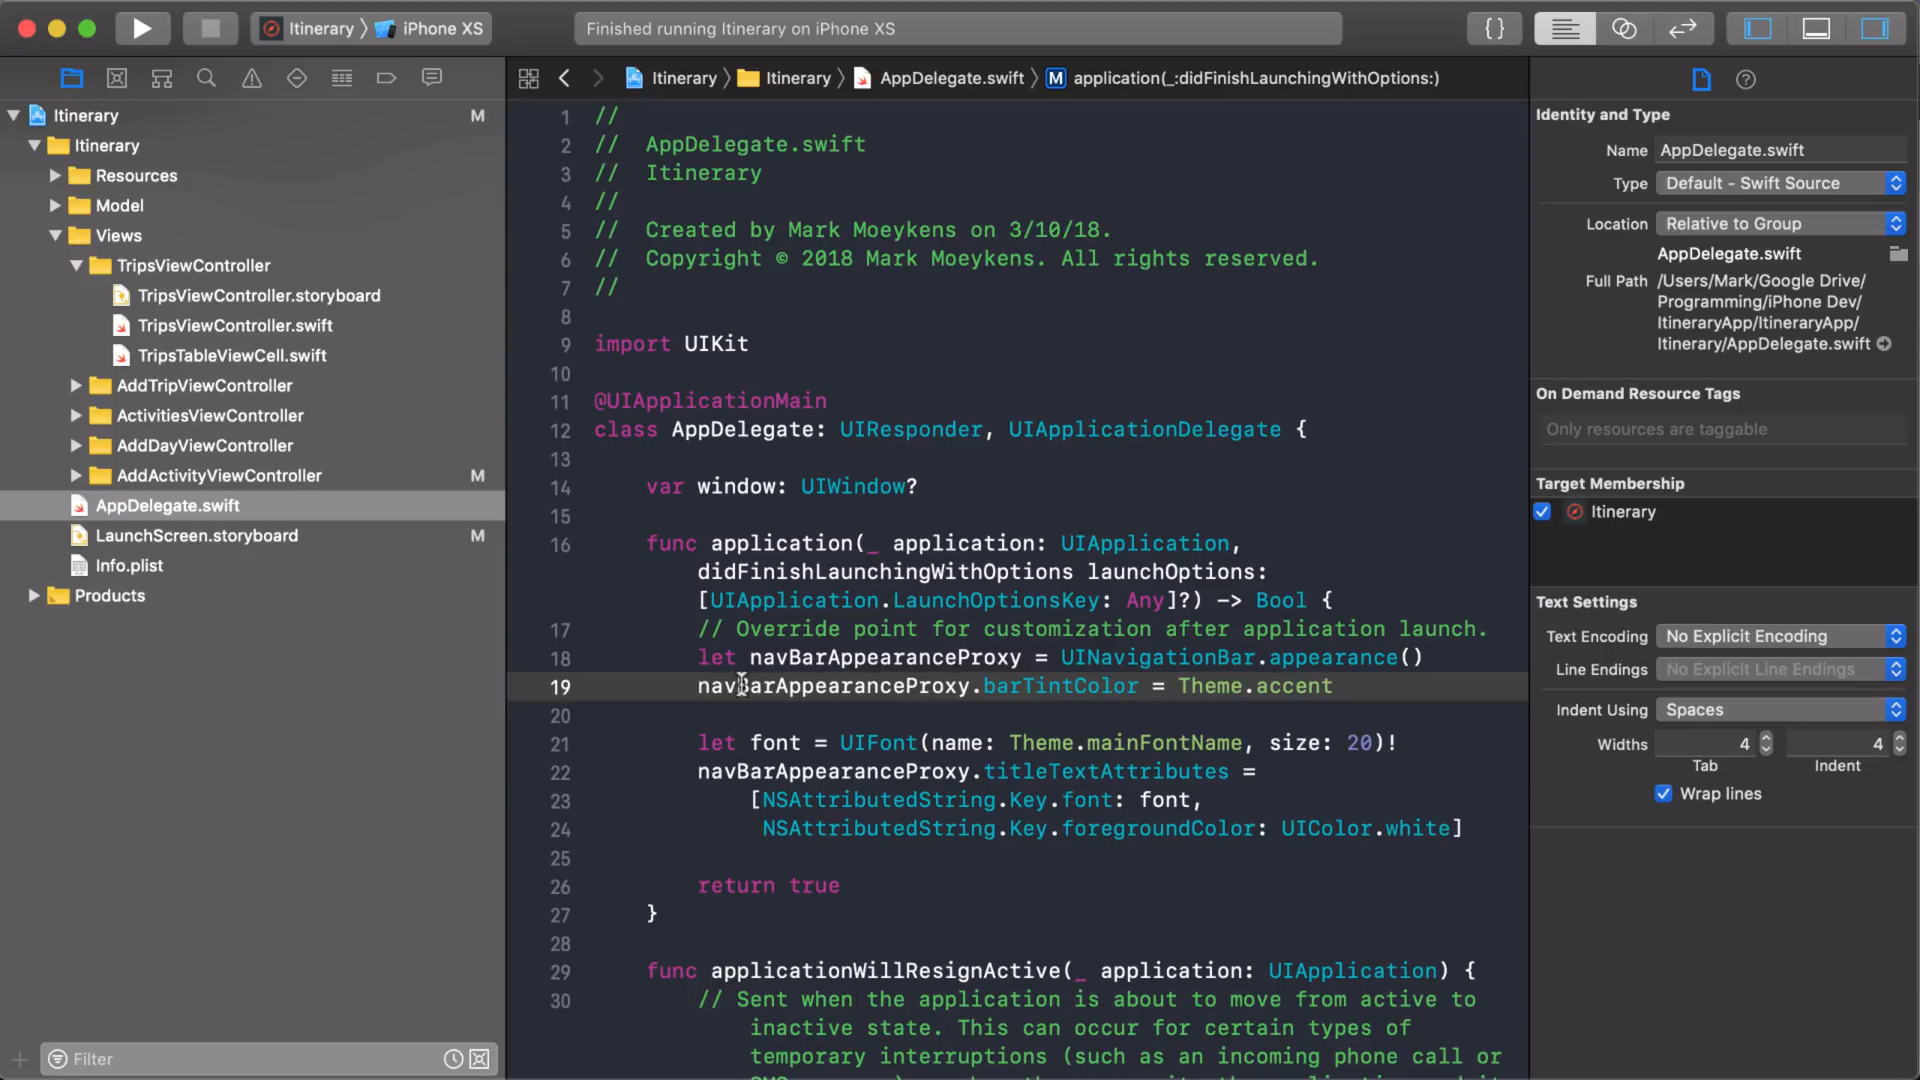 Itinerary
iPhone XS
Finished running Itinerary on iPhone XS
{}
Itinerary
Itinerary
AppDelegate.swift
M
application(_:didFinishLaunchingWithOptions:)
Itinerary
M
Itinerary
Resources
Model
Views
TripsViewController
TripsViewController.storyboard
TripsViewController.swift
TripsTableViewCell.swift
AddTripViewController
ActivitiesViewController
AddDayViewController
AddActivityViewController
M
AppDelegate.swift
LaunchScreen.storyboard
M
Info.plist
Products
Filter
1 //
2 //  AppDelegate.swift
3 //  Itinerary
4 //
5 //  Created by Mark Moeykens on 3/10/18.
6 //  Copyright © 2018 Mark Moeykens. All rights reserved.
7 //
8
9 import UIKit
10
11 @UIApplicationMain
12 class AppDelegate: UIResponder, UIApplicationDelegate {
13
14 var window: UIWindow?
15
16 func application(_ application: UIApplication,
didFinishLaunchingWithOptions launchOptions:
[UIApplication.LaunchOptionsKey: Any]?) -> Bool {
17 // Override point for customization after application launch.
18 let navBarAppearanceProxy = UINavigationBar.appearance()
19 navBarAppearanceProxy.barTintColor = Theme.accent
20
21 let font = UIFont(name: Theme.mainFontName, size: 20)!
22 navBarAppearanceProxy.titleTextAttributes =
23 [NSAttributedString.Key.font: font,
24 NSAttributedString.Key.foregroundColor: UIColor.white]
25
26 return true
27 }
28
29 func applicationWillResignActive(_ application: UIApplication) {
30 // Sent when the application is about to move from active to
inactive state. This can occur for certain types of
temporary interruptions (such as an incoming phone call or
Identity and Type
Name AppDelegate.swift
Type Default - Swift Source
Location Relative to Group
AppDelegate.swift
Full Path /Users/Mark/Google Drive/
Programming/iPhone Dev/
ItineraryApp/ItineraryApp/
Itinerary/AppDelegate.swift
On Demand Resource Tags
Only resources are taggable
Target Membership
Itinerary
Text Settings
Text Encoding No Explicit Encoding
Line Endings No Explicit Line Endings
Indent Using Spaces
Widths 4 4
Tab Indent
Wrap lines